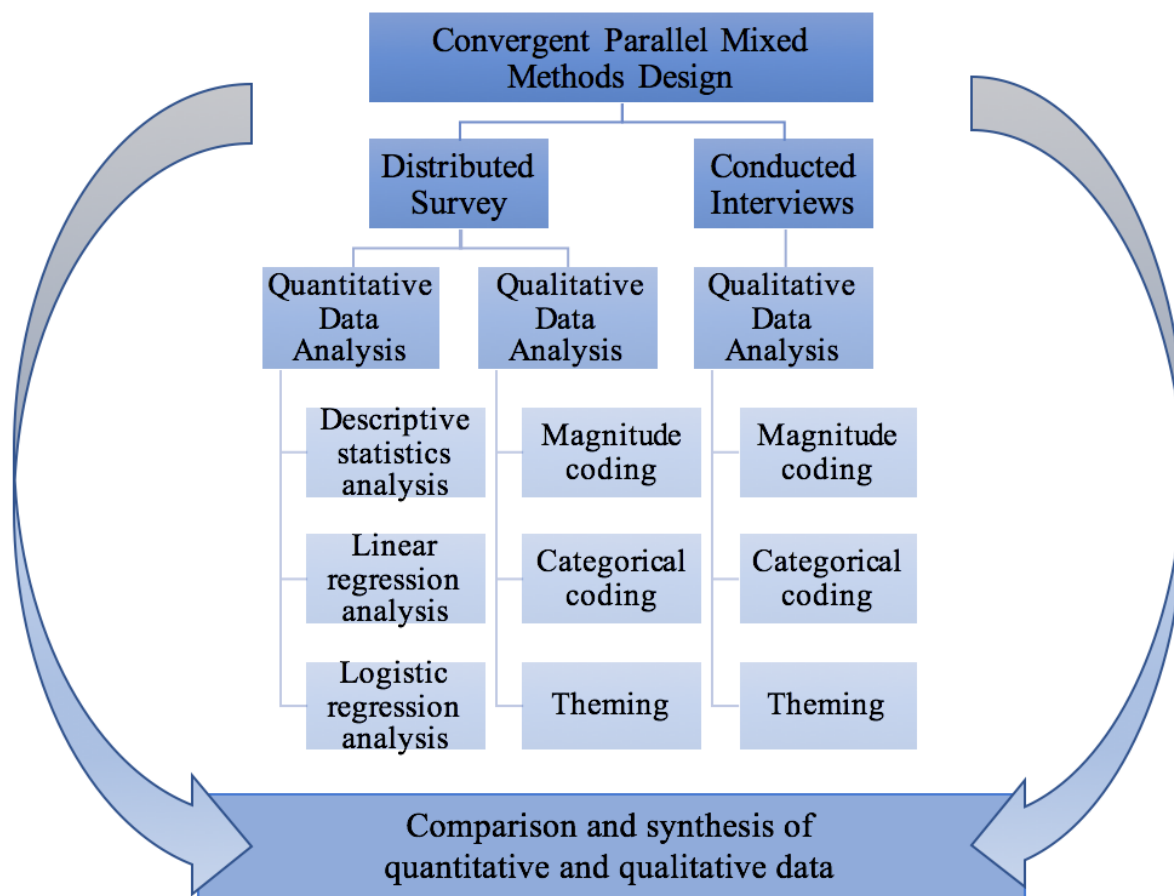 Convergent Parallel Mixed
Methods Design
Distributed
Survey
Conducted
Interviews
Quantitative
Data
Analysis
Qualitative
Data
Analysis
Qualitative
Data
Analysis
Descriptive
statistics
analysis
Magnitude
coding
Magnitude
coding
Linear
regression
analysis
Categorical
coding
Categorical
coding
Logistic
regression
analysis
Theming
Theming
Comparison and synthesis of
quantitative and qualitative data